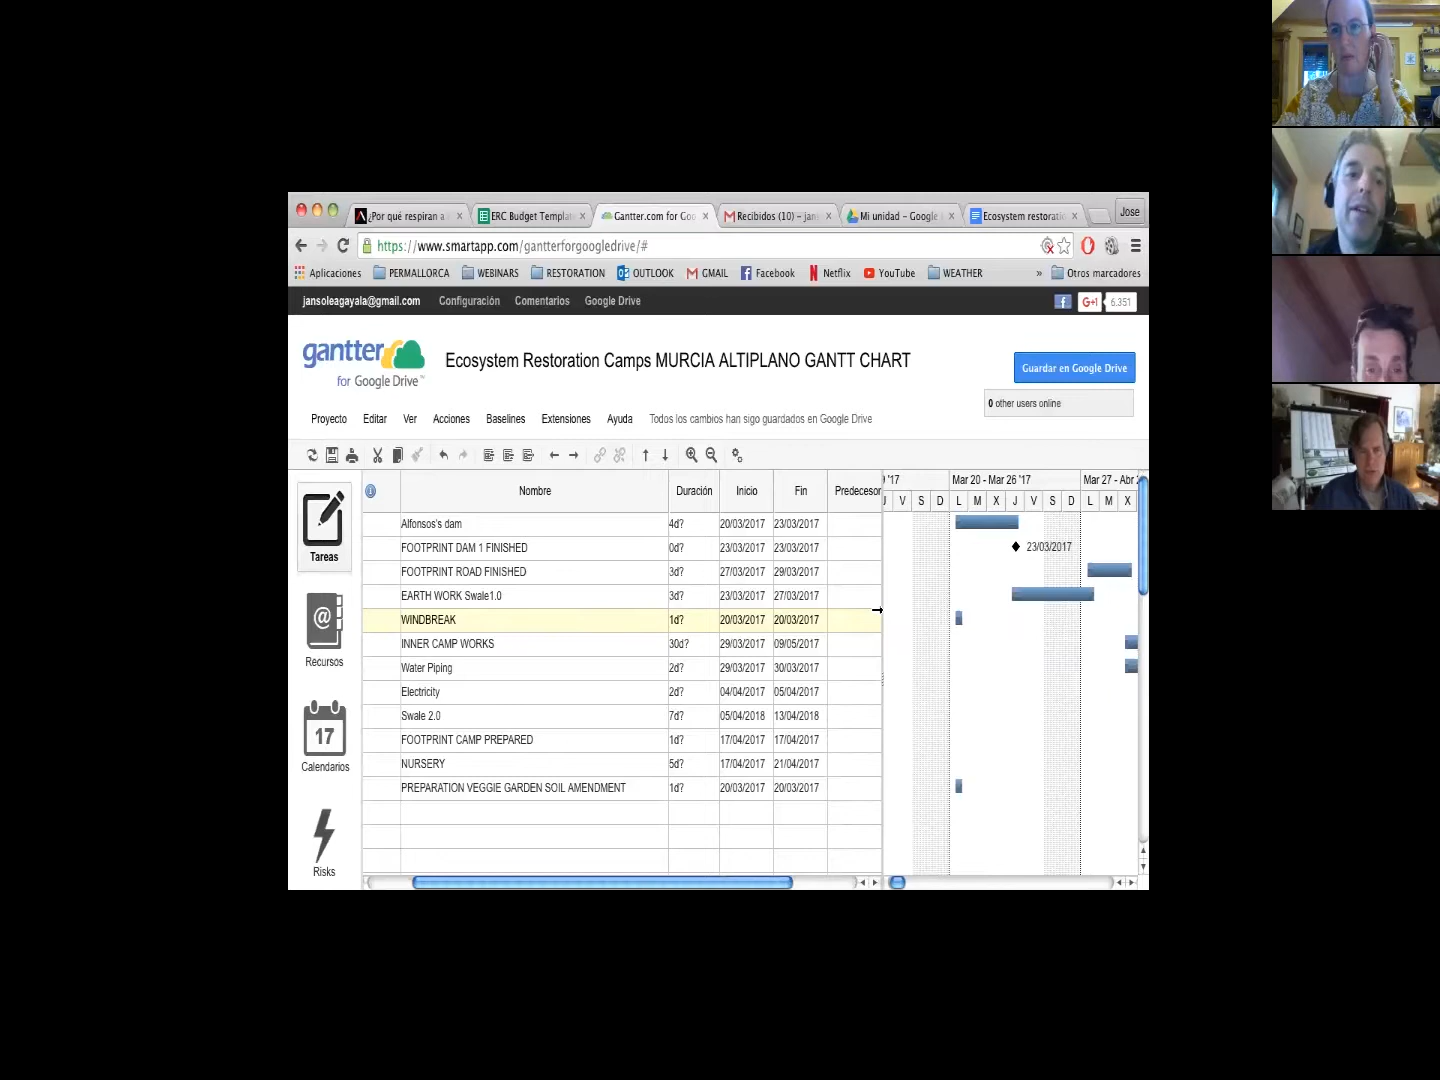 ¿Por qué respiran a
ERC Budget Templat
Gantter.com for Goo
Recibidos (10) – jan
Mi unidad – Google
Ecosystem restorati
Jose
https://www.smartapp.com/gantterforgoogledrive/#
Aplicaciones PERMALLORCA WEBINARS RESTORATION OUTLOOK GMAIL Facebook Netflix YouTube WEATHER » Otros marcadores
jansoleagayala@gmail.com Configuración Comentarios Google Drive
G+1 6.351
gantter
for Google Drive™
Ecosystem Restoration Camps MURCIA ALTIPLANO GANTT CHART
Guardar en Google Drive
0 other users online
Proyecto Editar Ver Acciones Baselines Extensiones Ayuda Todos los cambios han sigo guardados en Google Drive
Tareas
Recursos
17
Calendarios
Risks
Nombre Duración Inicio Fin Predecesor
Alfonsos's dam 4d? 20/03/2017 23/03/2017
FOOTPRINT DAM 1 FINISHED 0d? 23/03/2017 23/03/2017
FOOTPRINT ROAD FINISHED 3d? 27/03/2017 29/03/2017
EARTH WORK Swale1.0 3d? 23/03/2017 27/03/2017
WINDBREAK 1d? 20/03/2017 20/03/2017
INNER CAMP WORKS 30d? 29/03/2017 09/05/2017
Water Piping 2d? 29/03/2017 30/03/2017
Electricity 2d? 04/04/2017 05/04/2017
Swale 2.0 7d? 05/04/2018 13/04/2018
FOOTPRINT CAMP PREPARED 1d? 17/04/2017 17/04/2017
NURSERY 5d? 17/04/2017 21/04/2017
PREPARATION VEGGIE GARDEN SOIL AMENDMENT 1d? 20/03/2017 20/03/2017
'17 Mar 20 - Mar 26 '17 Mar 27 - Abr
J V S D L M X J V S D L M X
23/03/2017